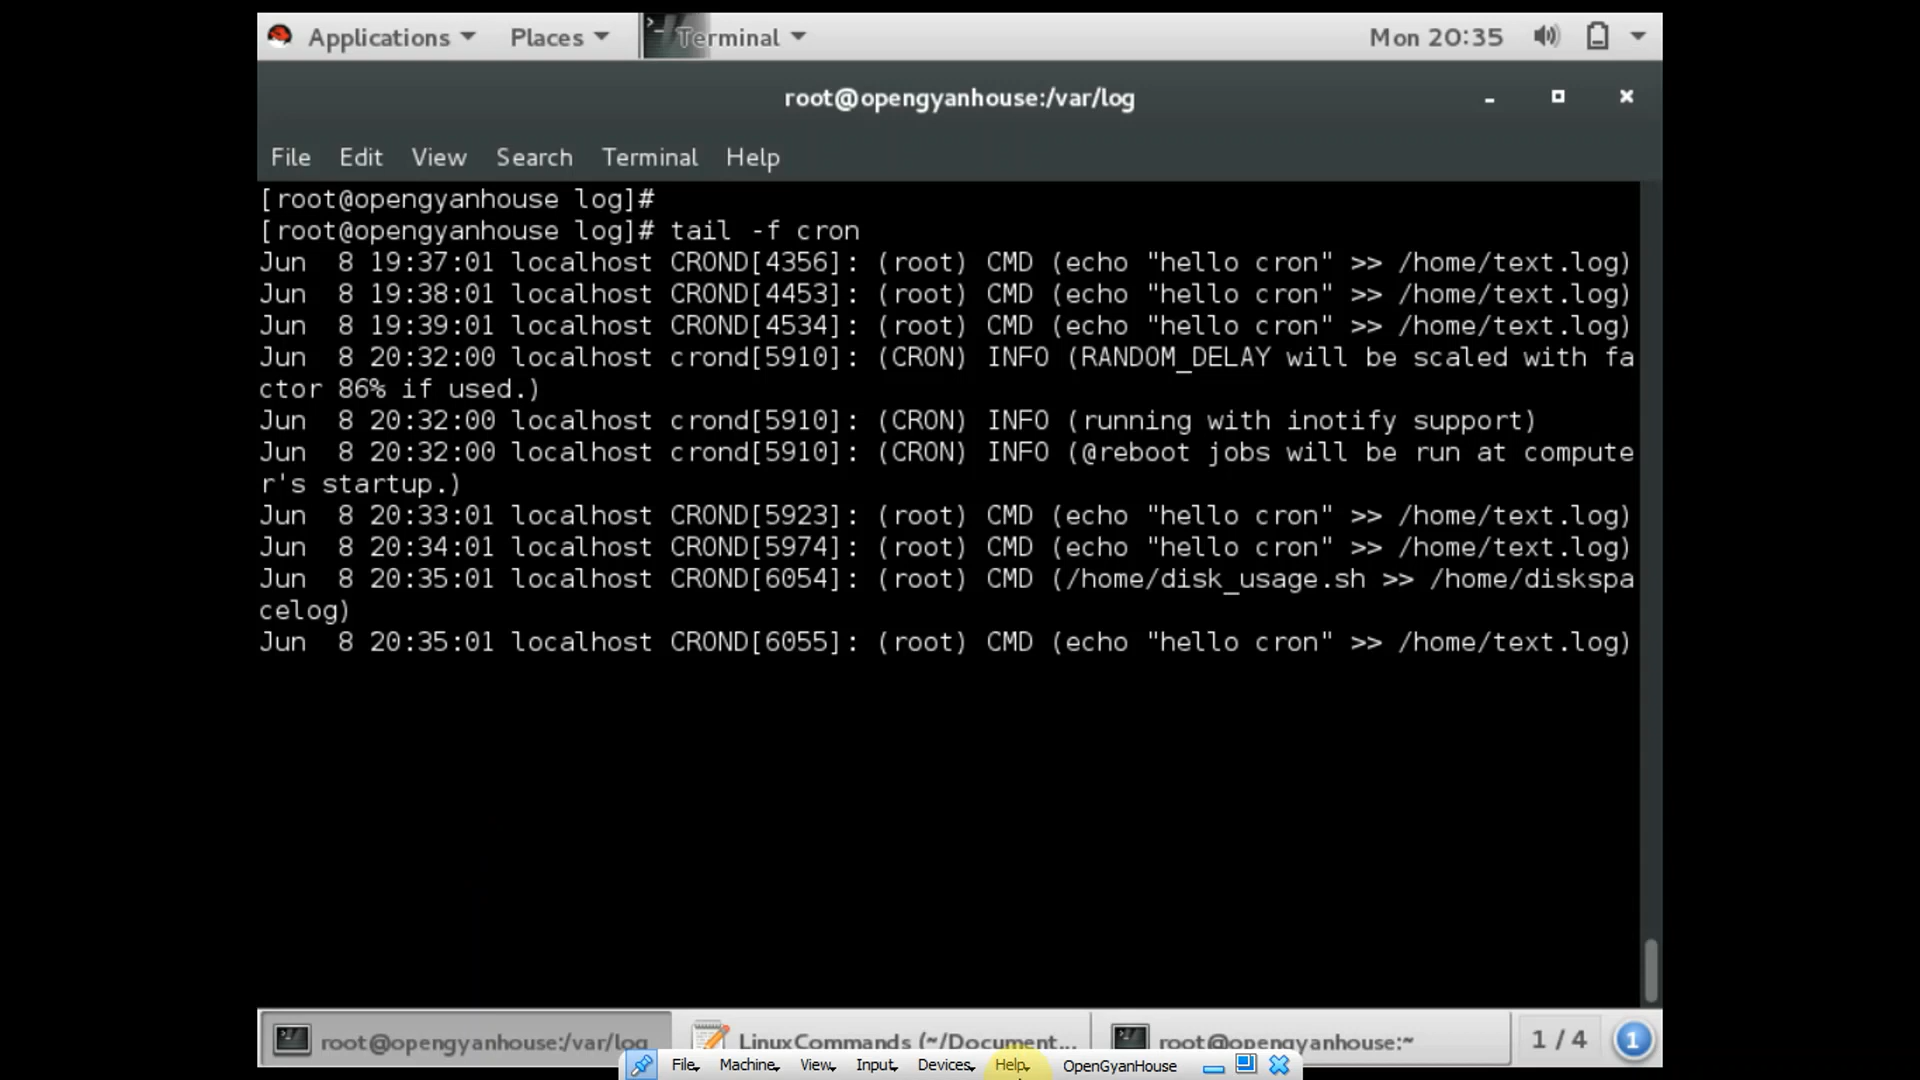 Applications Places Terminal Mon 20:35
root@opengyanhouse:/var/log
File Edit View Search Terminal Help
[root@opengyanhouse log]#
[root@opengyanhouse log]# tail -f cron
Jun  8 19:37:01 localhost CROND[4356]: (root) CMD (echo "hello cron" >> /home/text.log)
Jun  8 19:38:01 localhost CROND[4453]: (root) CMD (echo "hello cron" >> /home/text.log)
Jun  8 19:39:01 localhost CROND[4534]: (root) CMD (echo "hello cron" >> /home/text.log)
Jun  8 20:32:00 localhost crond[5910]: (CRON) INFO (RANDOM_DELAY will be scaled with fa
ctor 86% if used.)
Jun  8 20:32:00 localhost crond[5910]: (CRON) INFO (running with inotify support)
Jun  8 20:32:00 localhost crond[5910]: (CRON) INFO (@reboot jobs will be run at compute
r's startup.)
Jun  8 20:33:01 localhost CROND[5923]: (root) CMD (echo "hello cron" >> /home/text.log)
Jun  8 20:34:01 localhost CROND[5974]: (root) CMD (echo "hello cron" >> /home/text.log)
Jun  8 20:35:01 localhost CROND[6054]: (root) CMD (/home/disk_usage.sh >> /home/diskspa
celog)
Jun  8 20:35:01 localhost CROND[6055]: (root) CMD (echo "hello cron" >> /home/text.log)
root@opengyanhouse:/var/log LinuxCommands (~/Document... root@opengyanhouse:~ 1 / 4 1
File Machine View Input Devices Help OpenGyanHouse